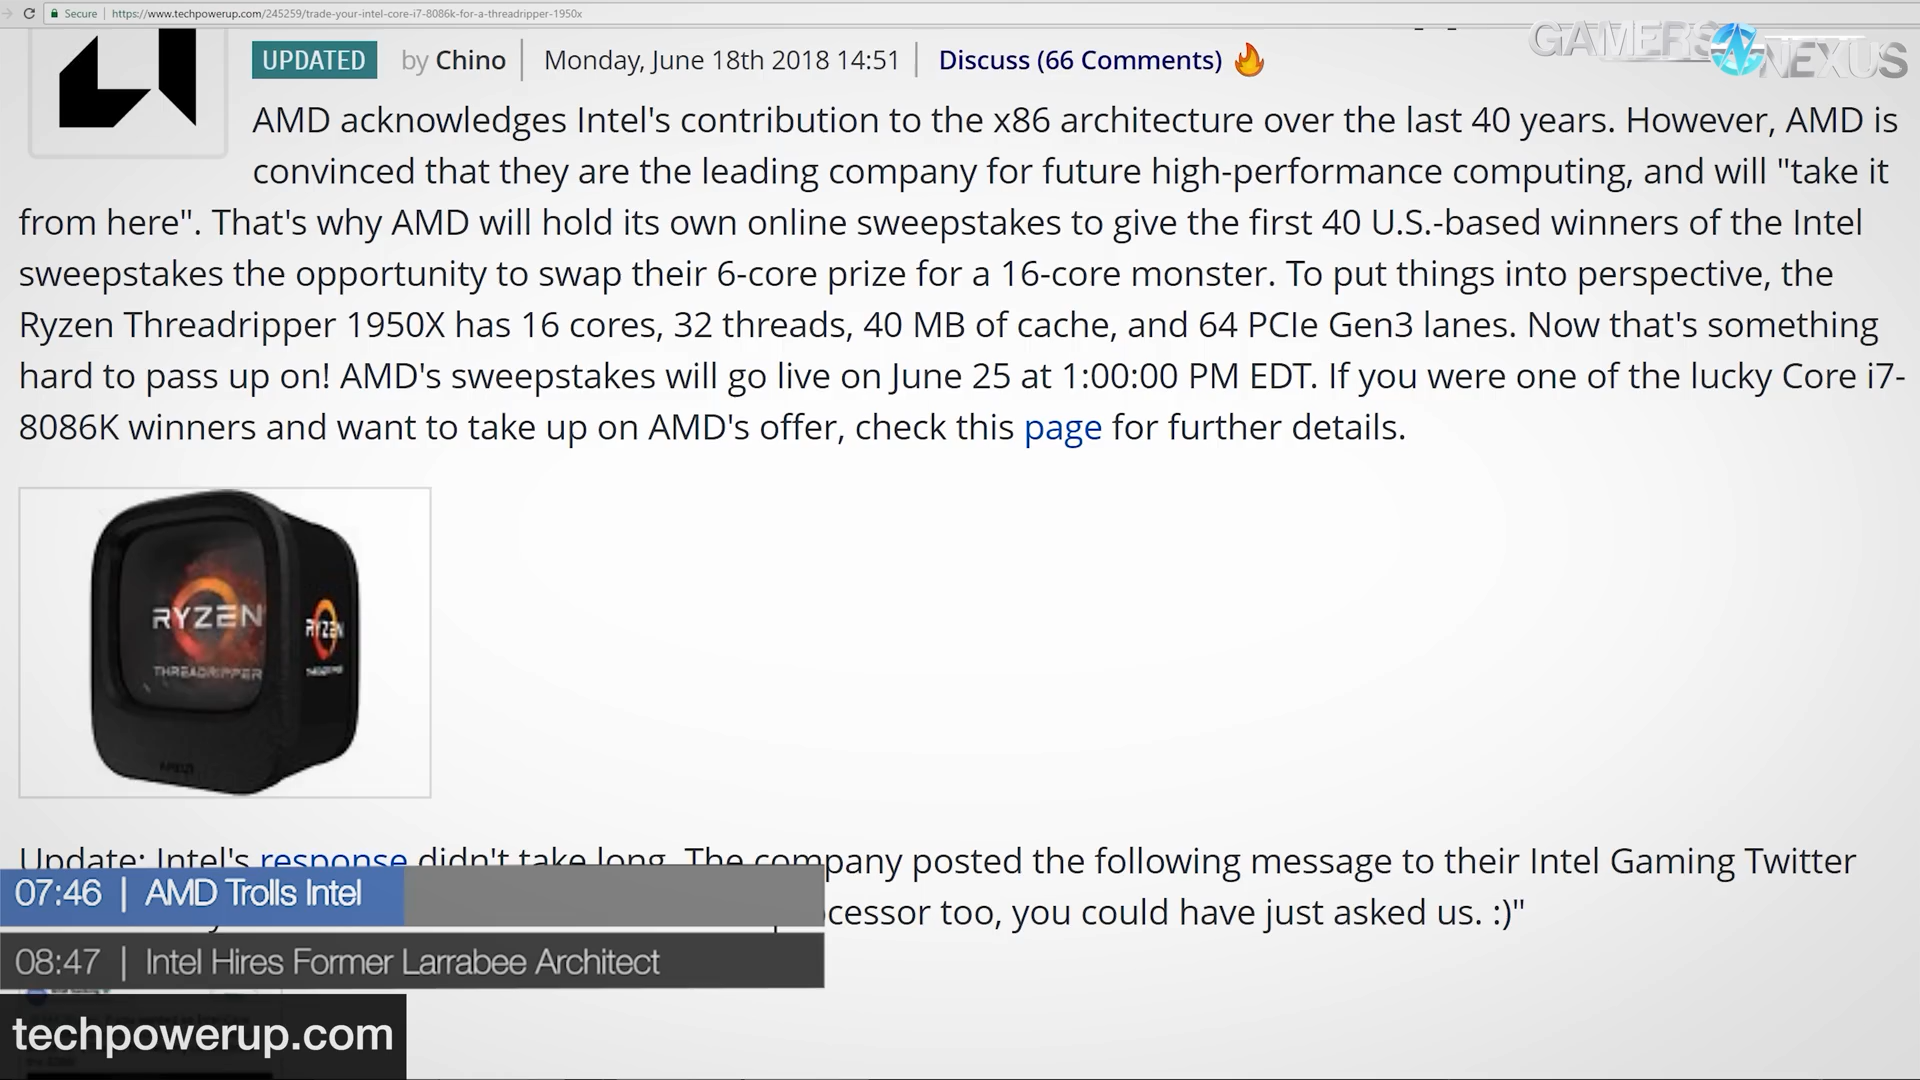 Secure | https://www.techpowerup.com/245259/trade-your-intel-core-i7-8086k-for-a-threadripper-1950x
GAMERS NEXUS
UPDATED by Chino | Monday, June 18th 2018 14:51 | Discuss (66 Comments)
AMD acknowledges Intel's contribution to the x86 architecture over the last 40 years. However, AMD is
convinced that they are the leading company for future high-performance computing, and will "take it
from here". That's why AMD will hold its own online sweepstakes to give the first 40 U.S.-based winners of the Intel
sweepstakes the opportunity to swap their 6-core prize for a 16-core monster. To put things into perspective, the
Ryzen Threadripper 1950X has 16 cores, 32 threads, 40 MB of cache, and 64 PCIe Gen3 lanes. Now that's something
hard to pass up on! AMD's sweepstakes will go live on June 25 at 1:00:00 PM EDT. If you were one of the lucky Core i7-
8086K winners and want to take up on AMD's offer, check this page for further details.
RYZEN
THREADRIPPER
RYZEN
THREADRIPPER
AMD
Update: Intel's response didn't take long. The company posted the following message to their Intel Gaming Twitter
too, you could have just asked us. :)"
07:46 | AMD Trolls Intel
08:47 | Intel Hires Former Larrabee Architect
techpowerup.com